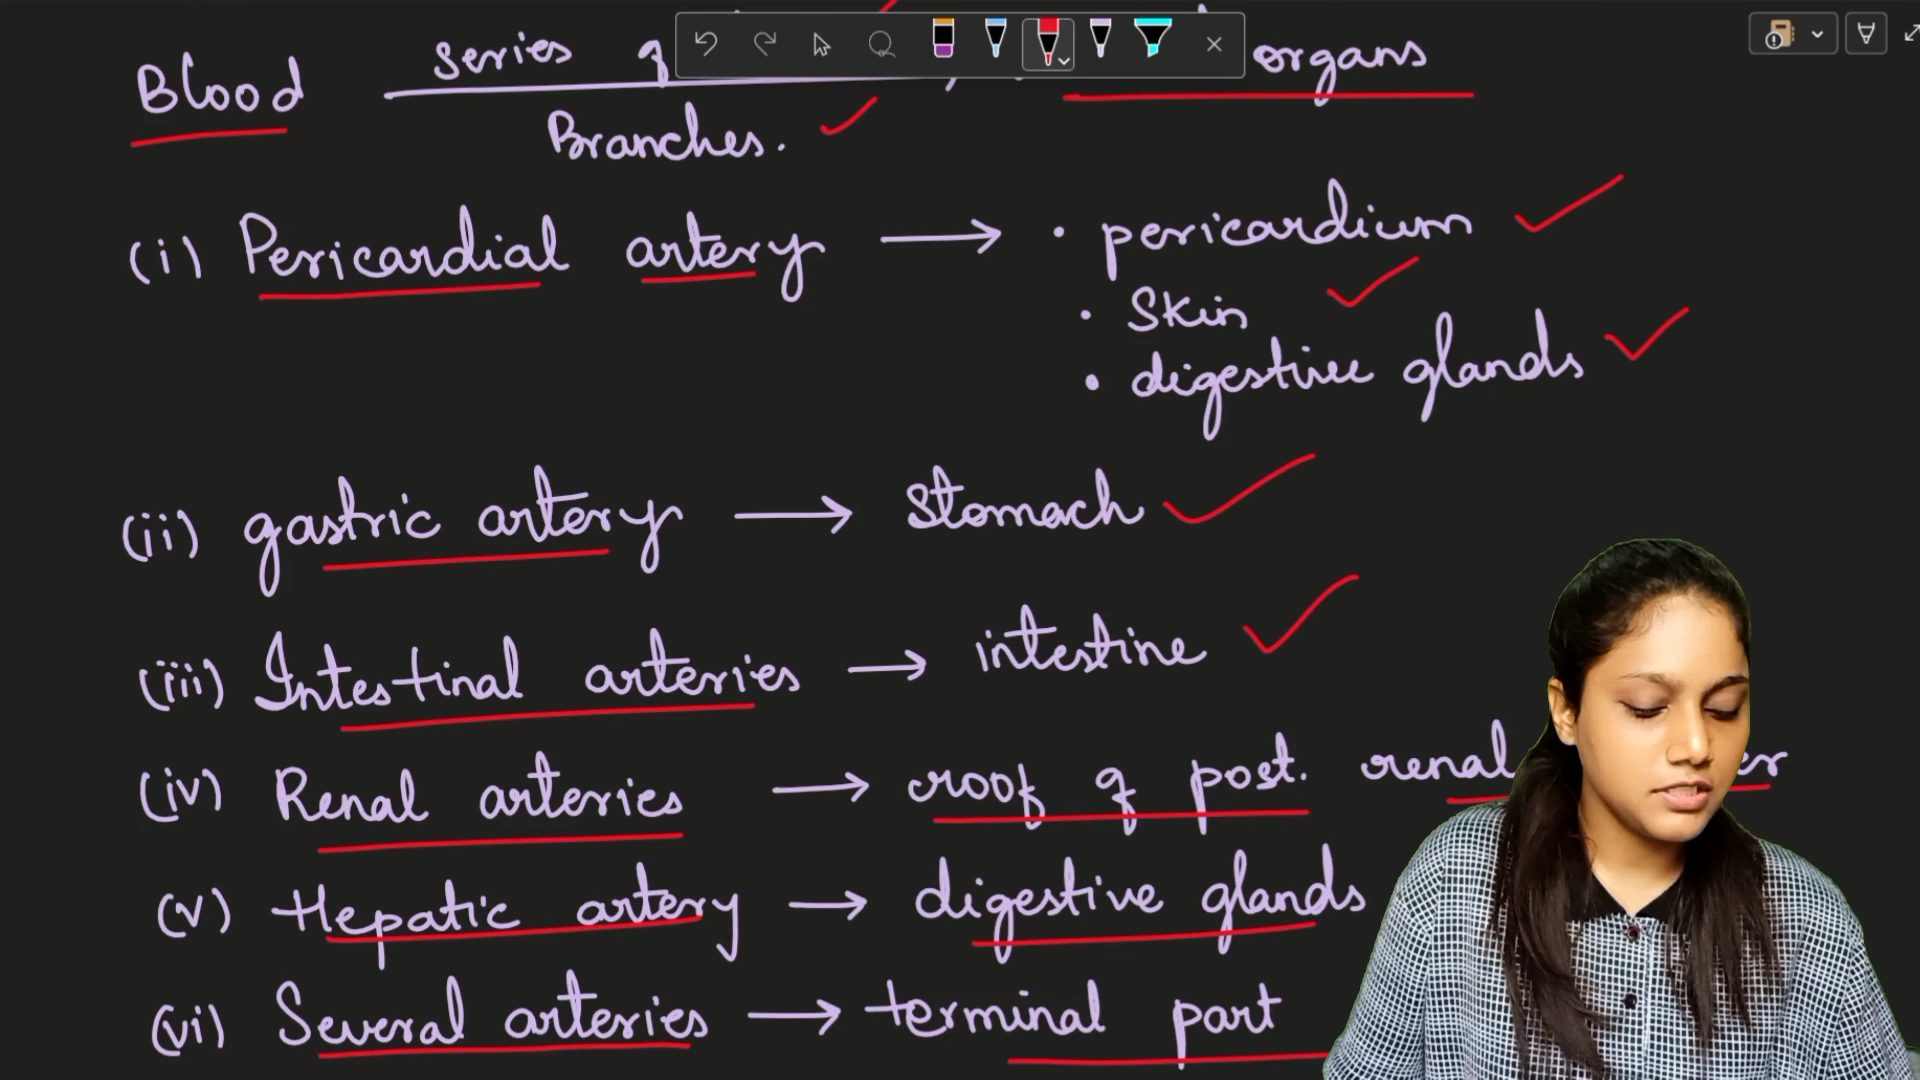 series of organs
Blood
Branches.
(i) Pericardial artery → • pericardium
• Skin
• digestive glands
(ii) gastric artery → Stomach
(iii) Intestinal arteries → intestine
(iv) Renal arteries → roof of post. renal
(v) Hepatic artery → digestive glands
(vi) Several arteries → terminal part